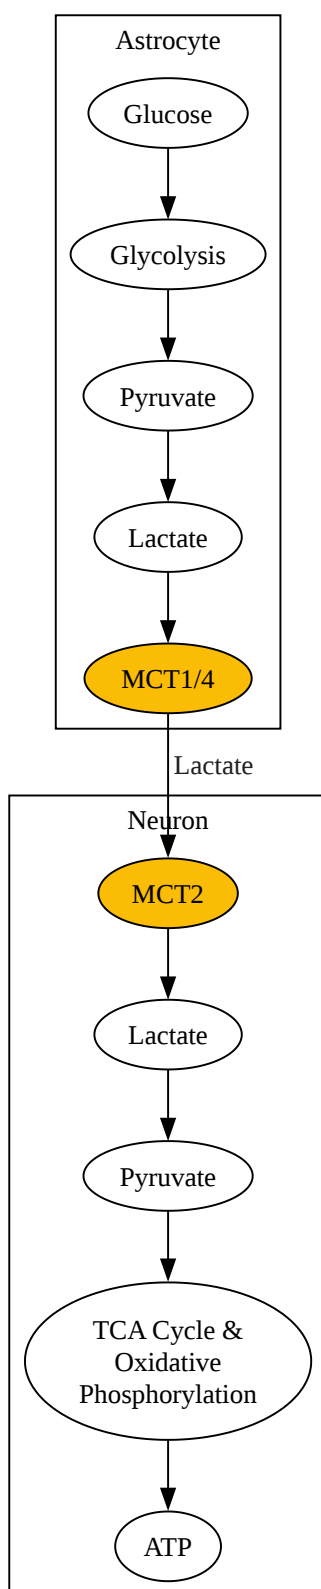 Astrocyte
Glucose
Glycolysis
Pyruvate
Lactate
MCT1/4
Lactate
Neuron
MCT2
Lactate
Pyruvate
TCA Cycle &
Oxidative
Phosphorylation
ATP